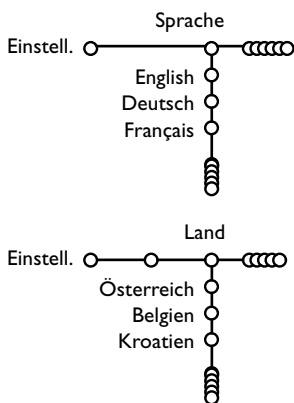 Sprache
Einstell.
English
Deutsch
Français
Land
Einstell.
Österreich
Belgien
Kroatien